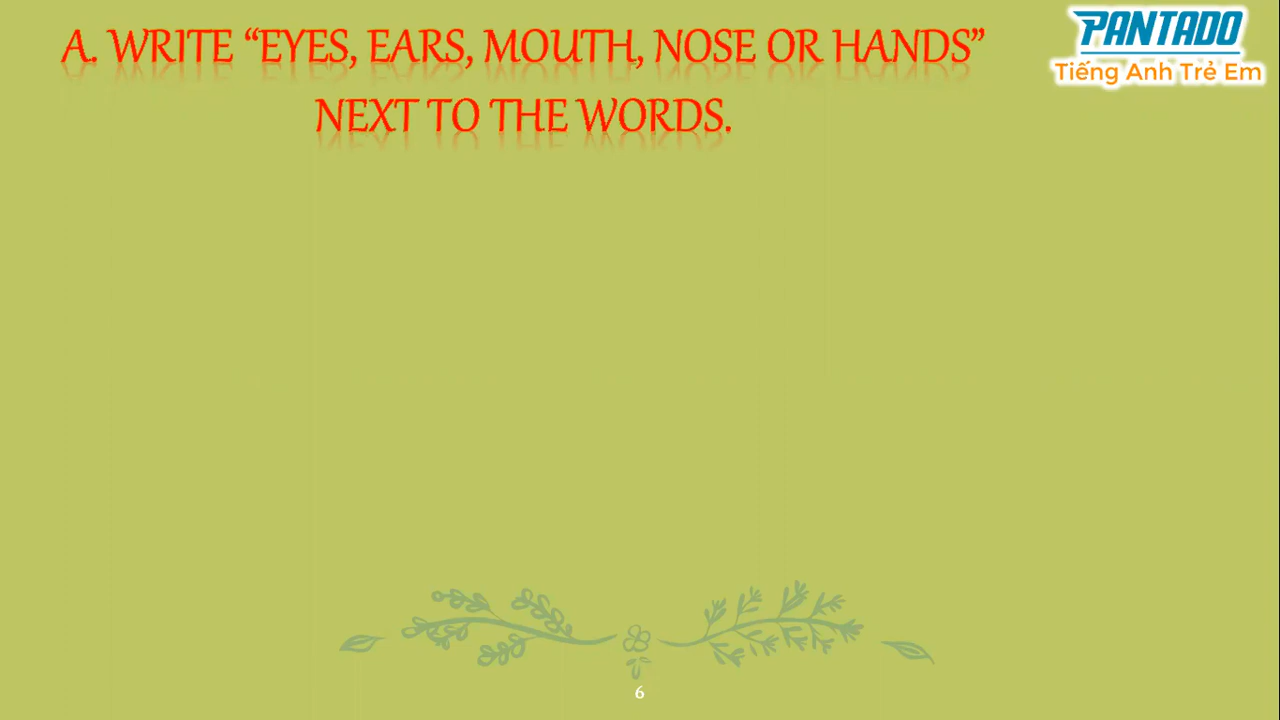 A. WRITE “EYES, EARS, MOUTH, NOSE OR HANDS”
NEXT TO THE WORDS.
PANTADO
Tiếng Anh Trẻ Em
6